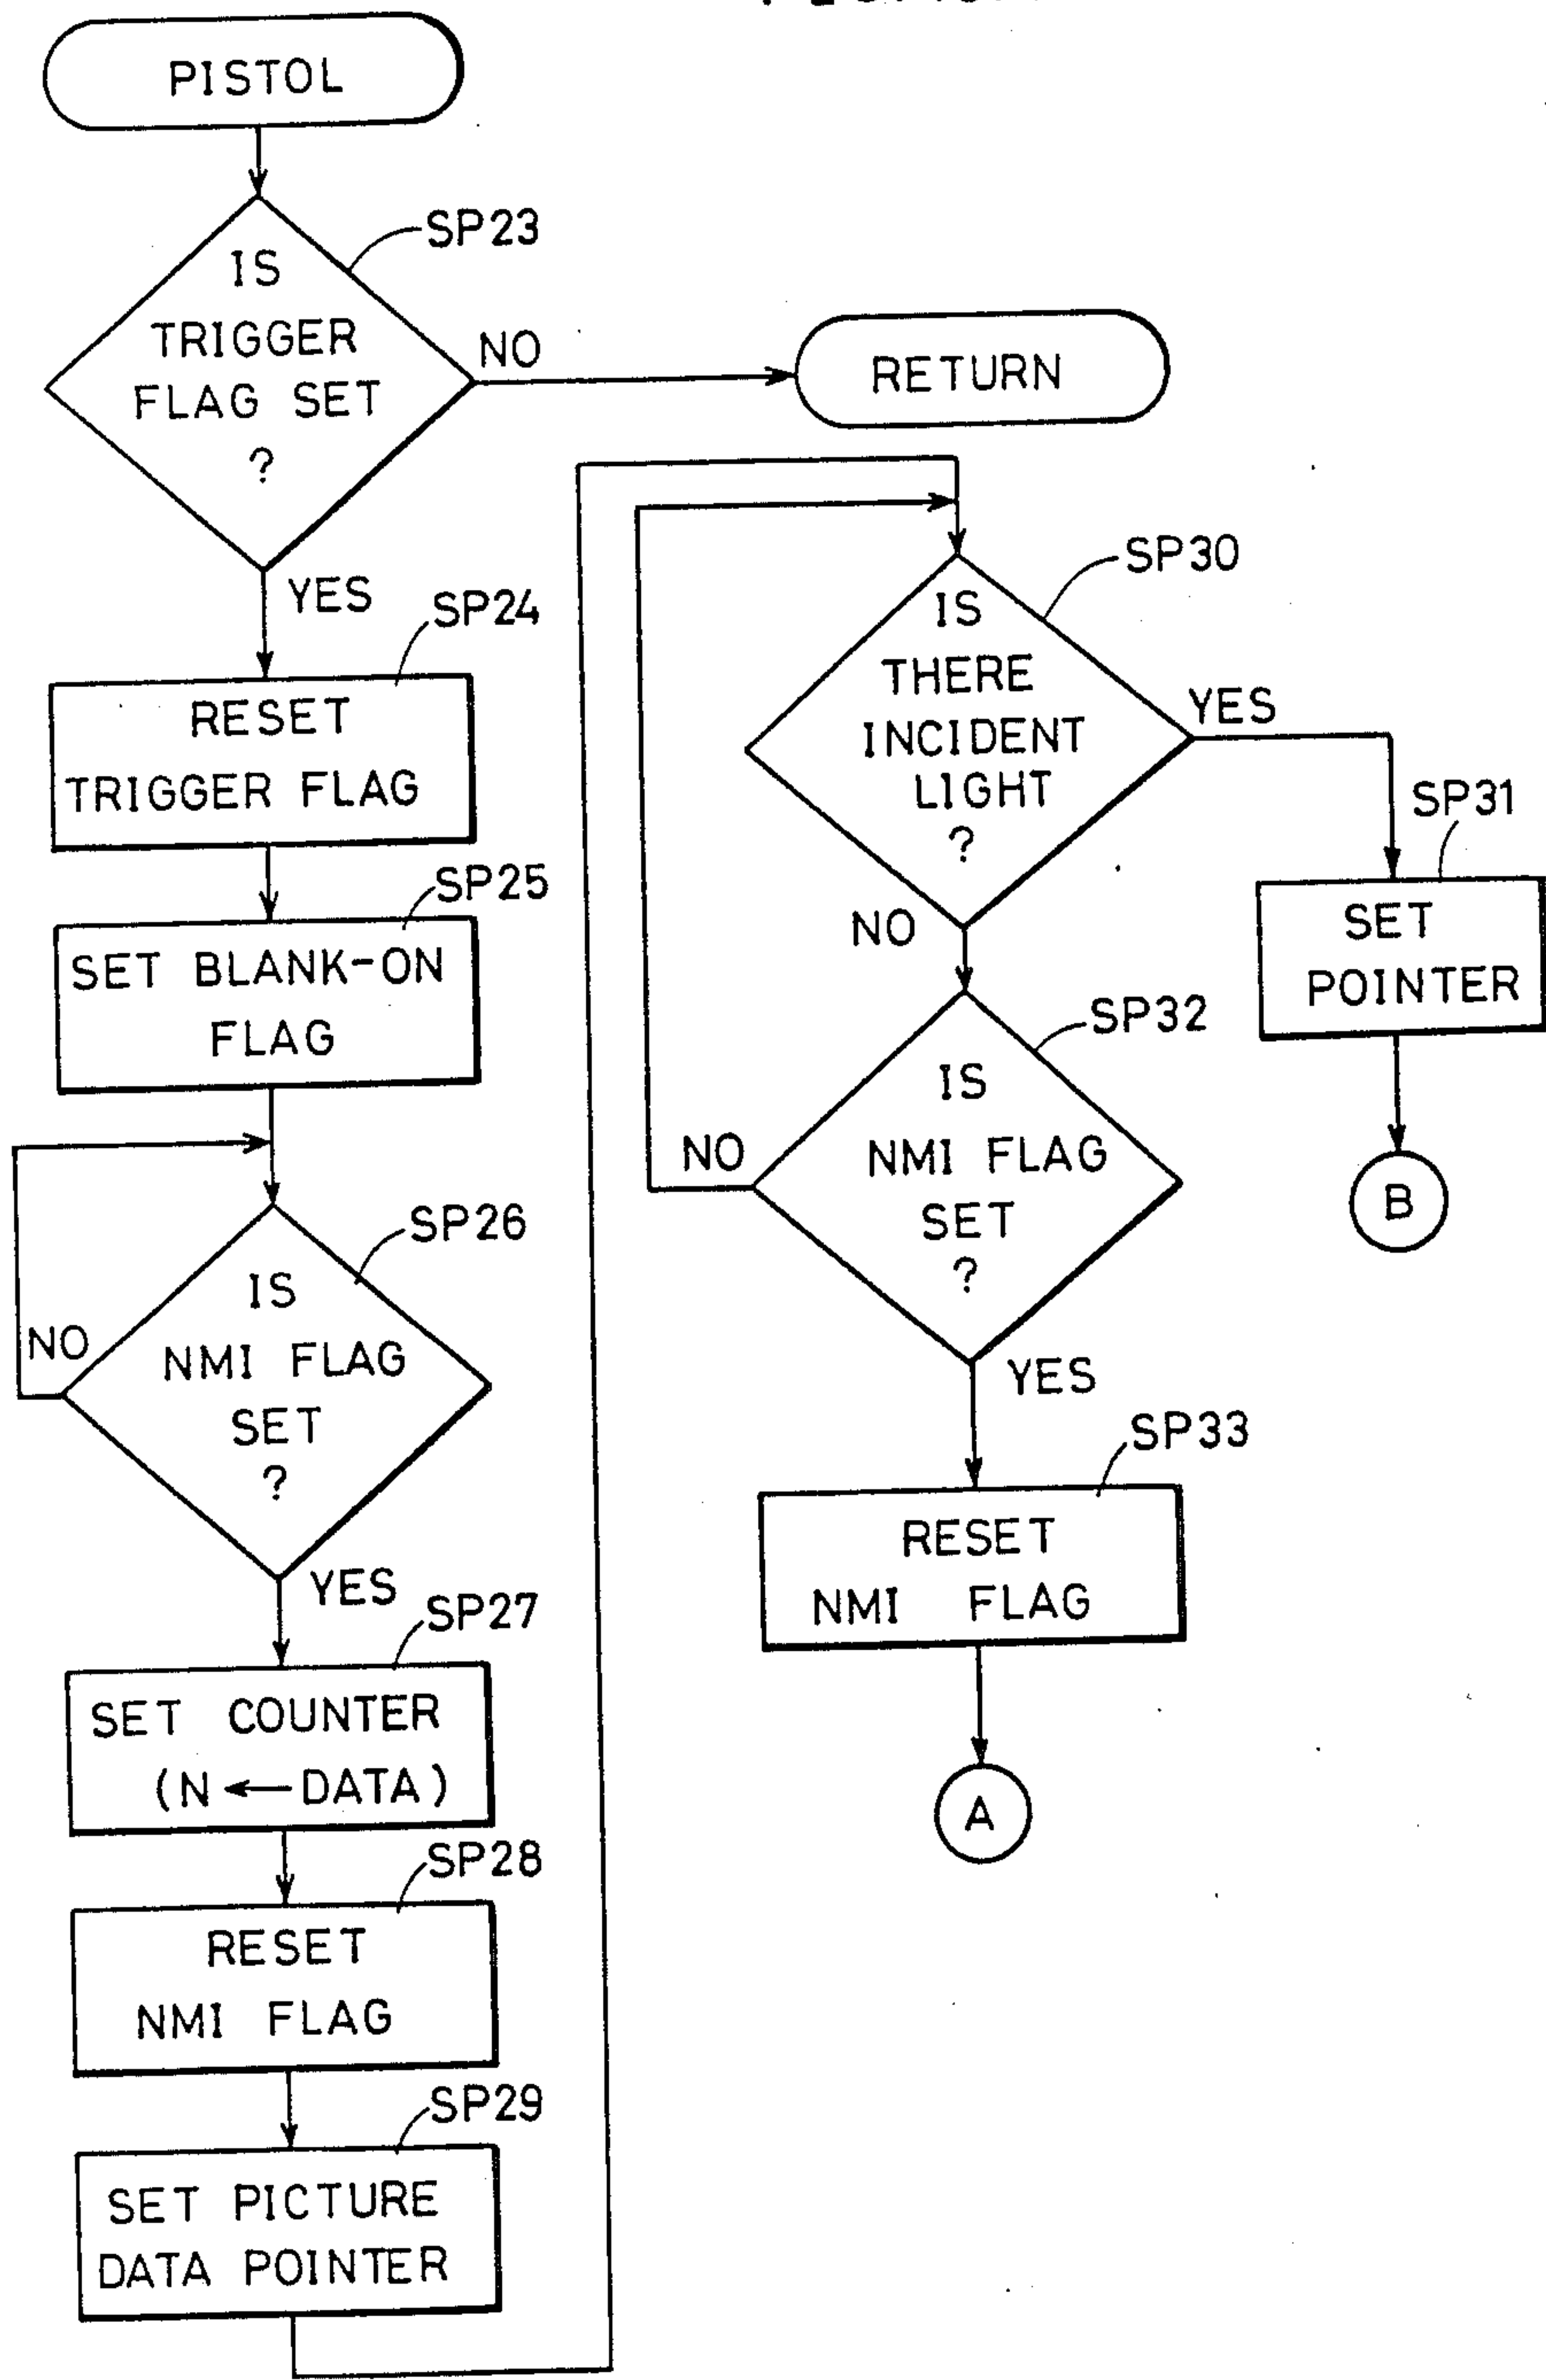 PISTOL
SP23
IS
TRIGGER
FLAG SET
?
NO
RETURN
YES
SP24
RESET
TRIGGER FLAG
SP25
SET BLANK-ON
FLAG
SP26
IS
NMI FLAG
SET
?
NO
YES
SP27
SET COUNTER
(N ← DATA)
SP28
RESET
NMI FLAG
SP29
SET PICTURE
DATA POINTER
SP30
IS
THERE
INCIDENT
LIGHT
?
YES
SP31
SET
POINTER
B
NO
SP32
IS
NMI FLAG
SET
?
NO
YES
SP33
RESET
NMI FLAG
A